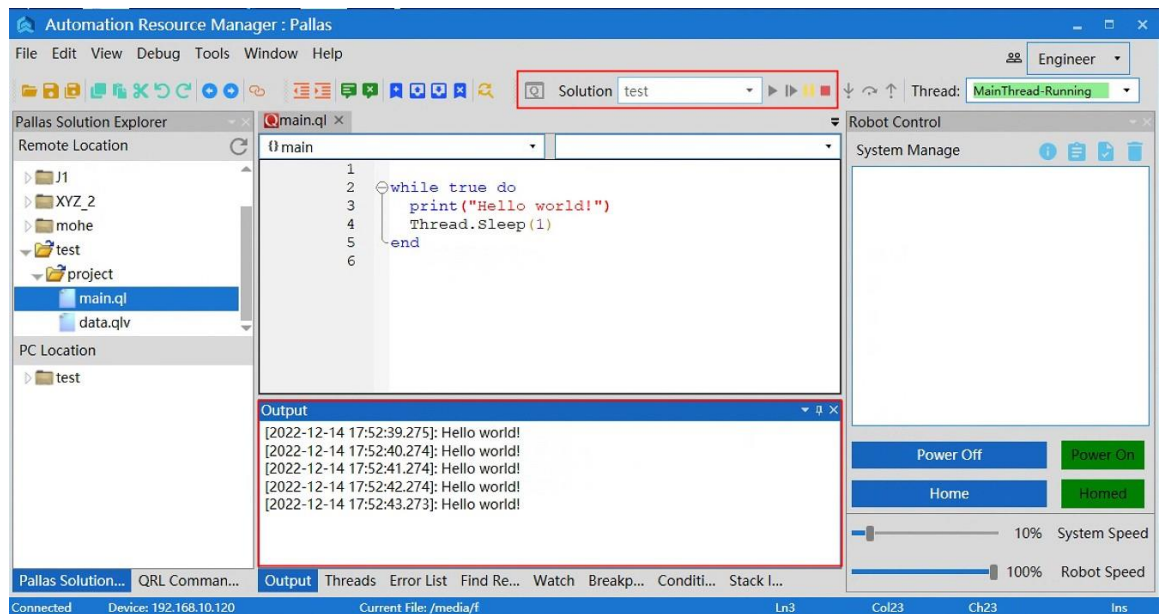 Automation Resource Manager : Pallas
File Edit View Debug Tools Window Help
Engineer
Solution test
Thread: MainThread-Running
Pallas Solution Explorer
Remote Location
J1
XYZ_2
mohe
test
project
main.ql
data.qlv
PC Location
test
Pallas Solution... QRL Comman...
main.ql
main
1
2 while true do
3 print("Hello world!")
4 Thread.Sleep(1)
5 end
6
Output
[2022-12-14 17:52:39.275]: Hello world!
[2022-12-14 17:52:40.274]: Hello world!
[2022-12-14 17:52:41.274]: Hello world!
[2022-12-14 17:52:42.274]: Hello world!
[2022-12-14 17:52:43.273]: Hello world!
Output Threads Error List Find Re... Watch Breakp... Conditi... Stack I...
Robot Control
System Manage
Power Off Power On
Home Homed
10% System Speed
100% Robot Speed
Connected Device: 192.168.10.120 Current File: /media/f Ln3 Col23 Ch23 Ins